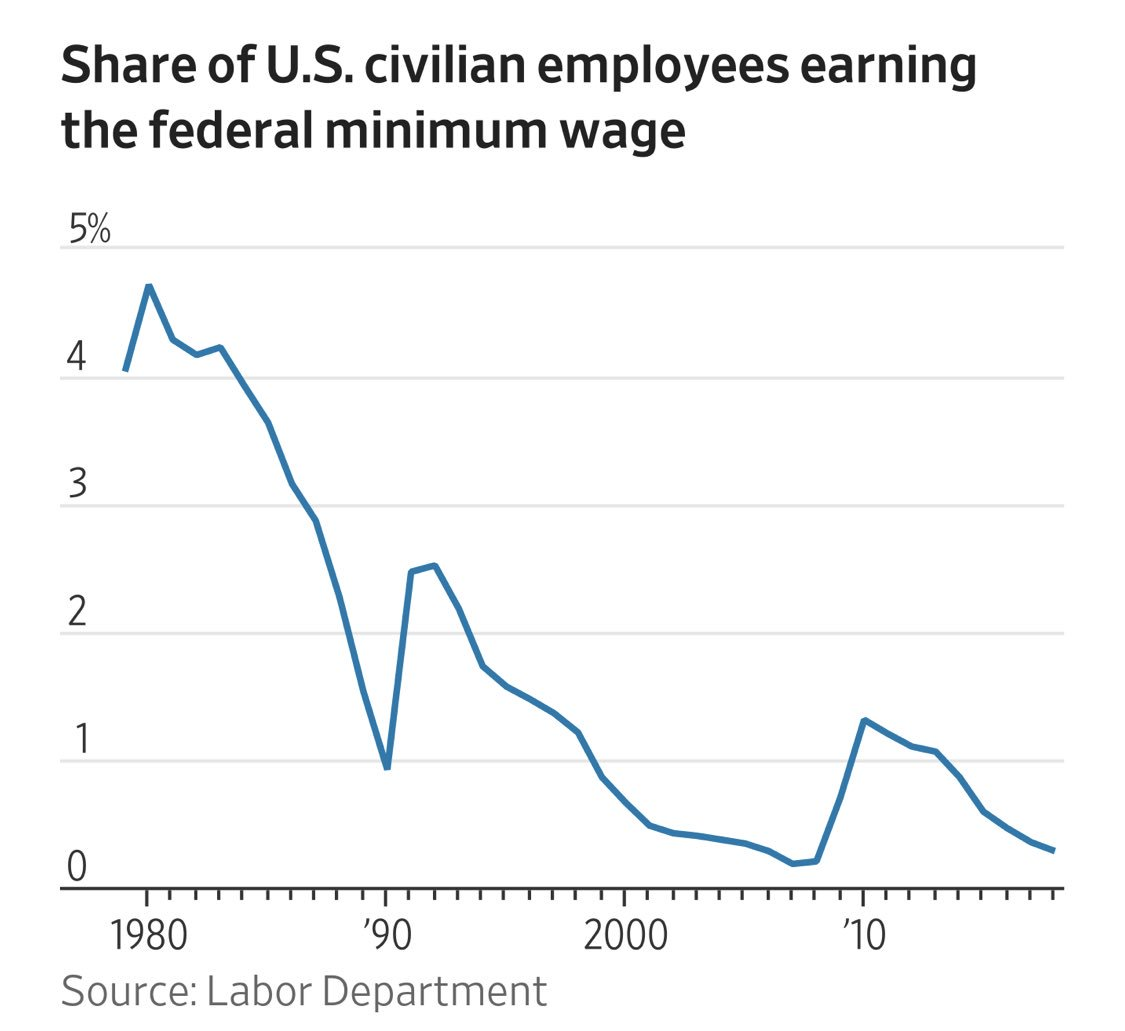 Share of U.S. civilian employees earning
the federal minimum wage
5%
4
3
2
1
0
1980 ’90 2000 ’10
Source: Labor Department